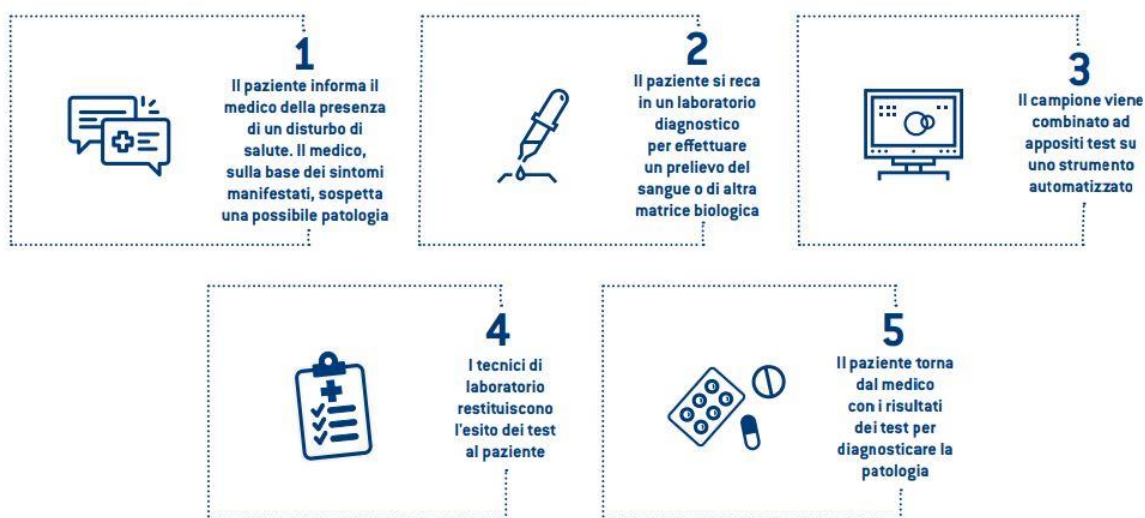 1
Il paziente informa il
medico della presenza
di un disturbo di
salute. Il medico,
sulla base dei sintomi
manifestati, sospetta
una possibile patologia
2
Il paziente si reca
in un laboratorio
diagnostico
per effettuare
un prelievo del
sangue o di altra
matrice biologica
3
Il campione viene
combinato ad
appositi test su
uno strumento
automatizzato
4
I tecnici di
laboratorio
restituiscono
l'esito dei test
al paziente
5
Il paziente torna
dal medico
con i risultati
dei test per
diagnosticare la
patologia